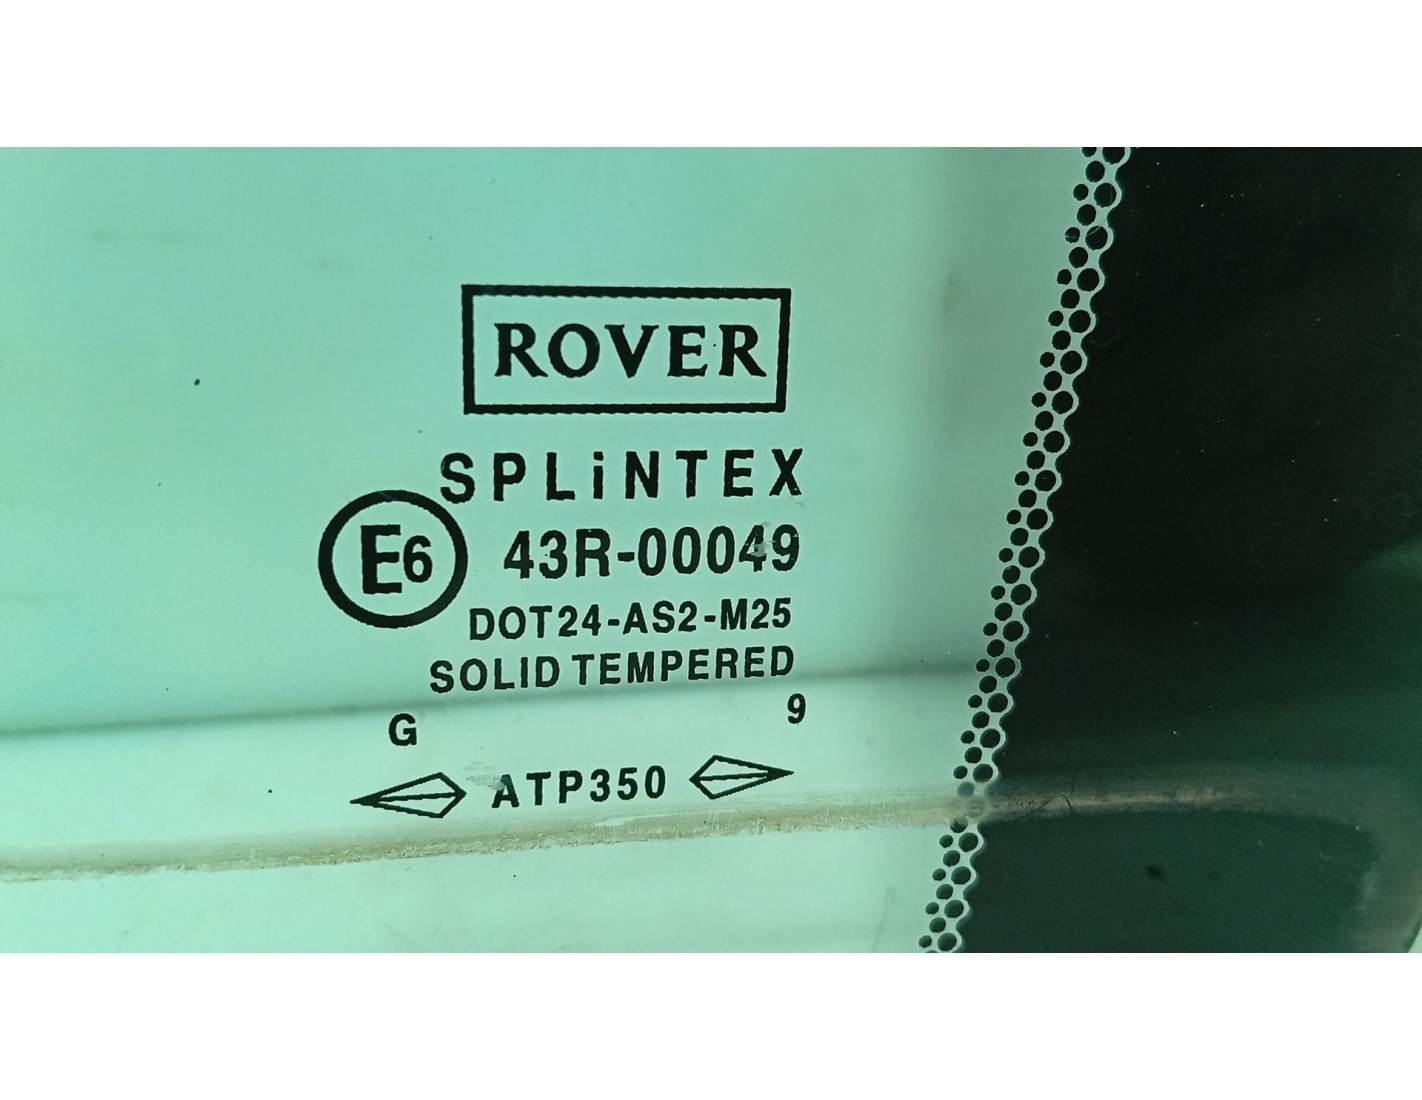 ROVER
SPLiNTEX
E6 43R-00049
DOT24-AS2-M25
SOLID TEMPERED
G 9
ATP350